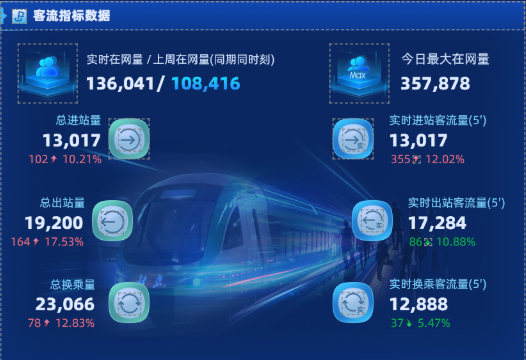 客流指标数据
实时在网量 / 上周在网量(同期同时刻)
136,041/ 108,416
Max
今日最大在网量
357,878
总进站量
13,017
102 10.21%
实时进站客流量(5')
13,017
355 12.02%
总出站量
19,200
164 17.53%
实时出站客流量(5')
17,284
86 10.88%
总换乘量
23,066
78 12.83%
实时换乘客流量(5')
12,888
37 5.47%